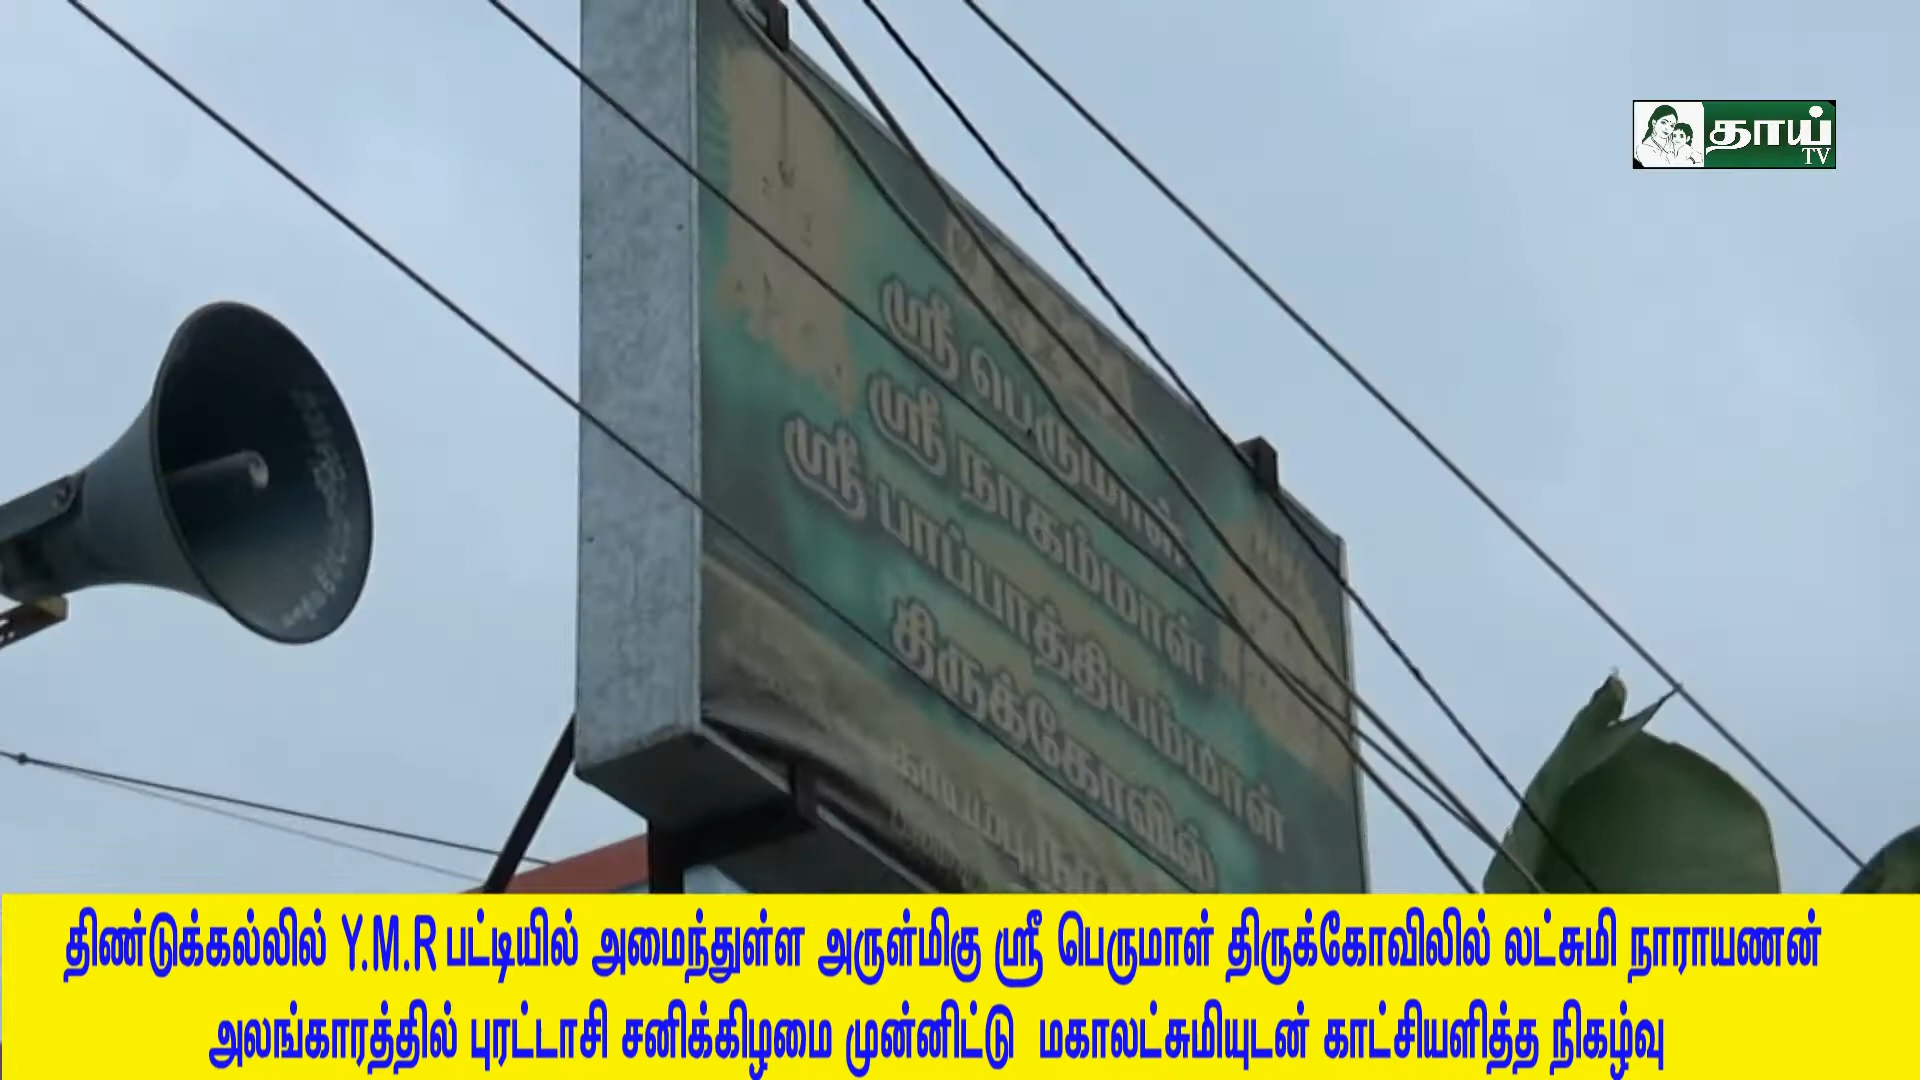 தாய்
TV
ஸ்ரீ பெருமாள்
ஸ்ரீ நாகம்மாள்
ஸ்ரீ பாப்பாத்தியம்மாள்
திருக்கோவில்
திண்டுக்கல்லில் Y.M.R பட்டியில் அமைந்துள்ள அருள்மிகு ஸ்ரீ பெருமாள் திருக்கோவிலில் லட்சுமி நாராயணன்
அலங்காரத்தில் புரட்டாசி சனிக்கிழமை முன்னிட்டு மகாலட்சுமியுடன் காட்சியளித்த நிகழ்வு